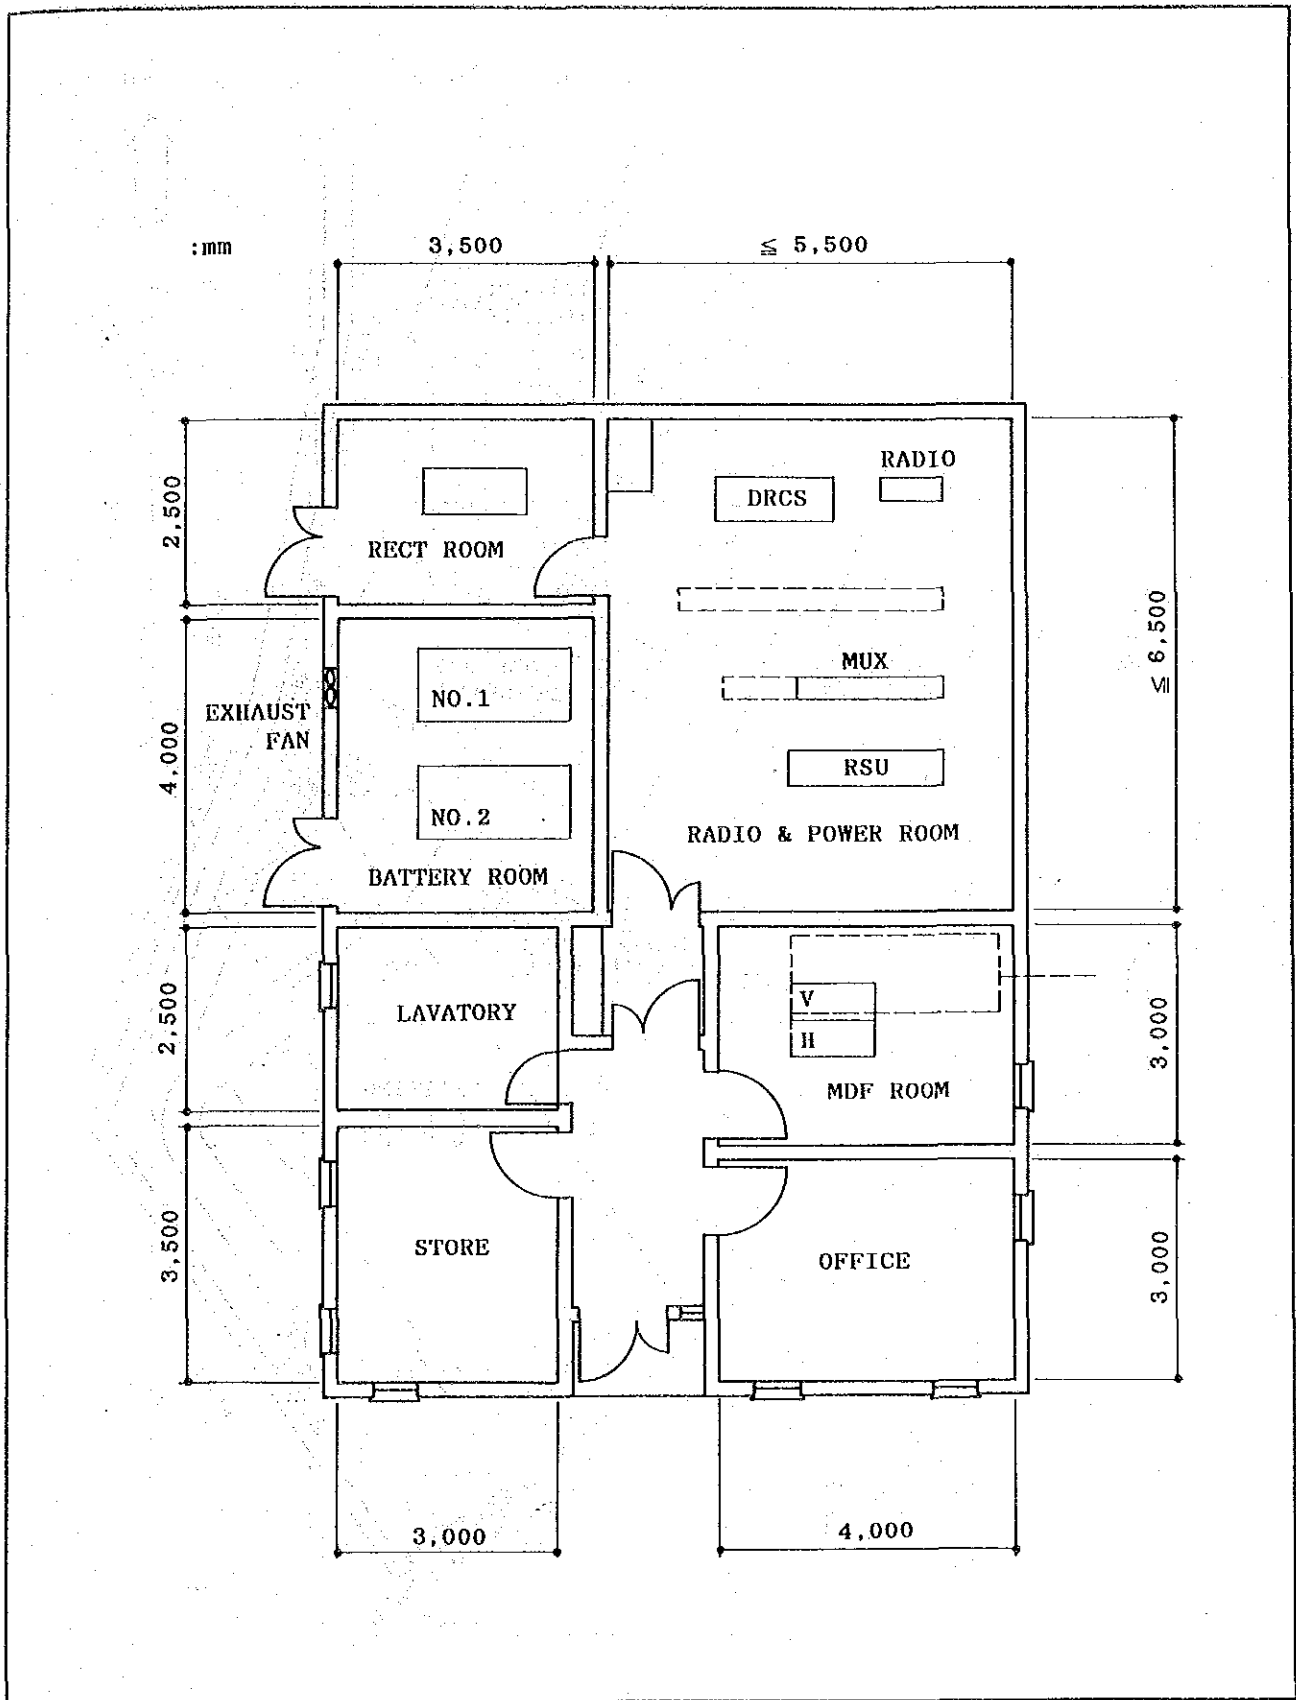 :mm
3,500
≦ 5,500
RADIO
DRCS
2,500
RECT ROOM
≦ 6,500
MUX
NO.1
EXHAUST
FAN
4,000
RSU
NO.2
RADIO & POWER ROOM
BATTERY ROOM
V
LAVATORY
2,500
H
3,000
MDF ROOM
STORE
3,500
OFFICE
3,000
3,000
4,000